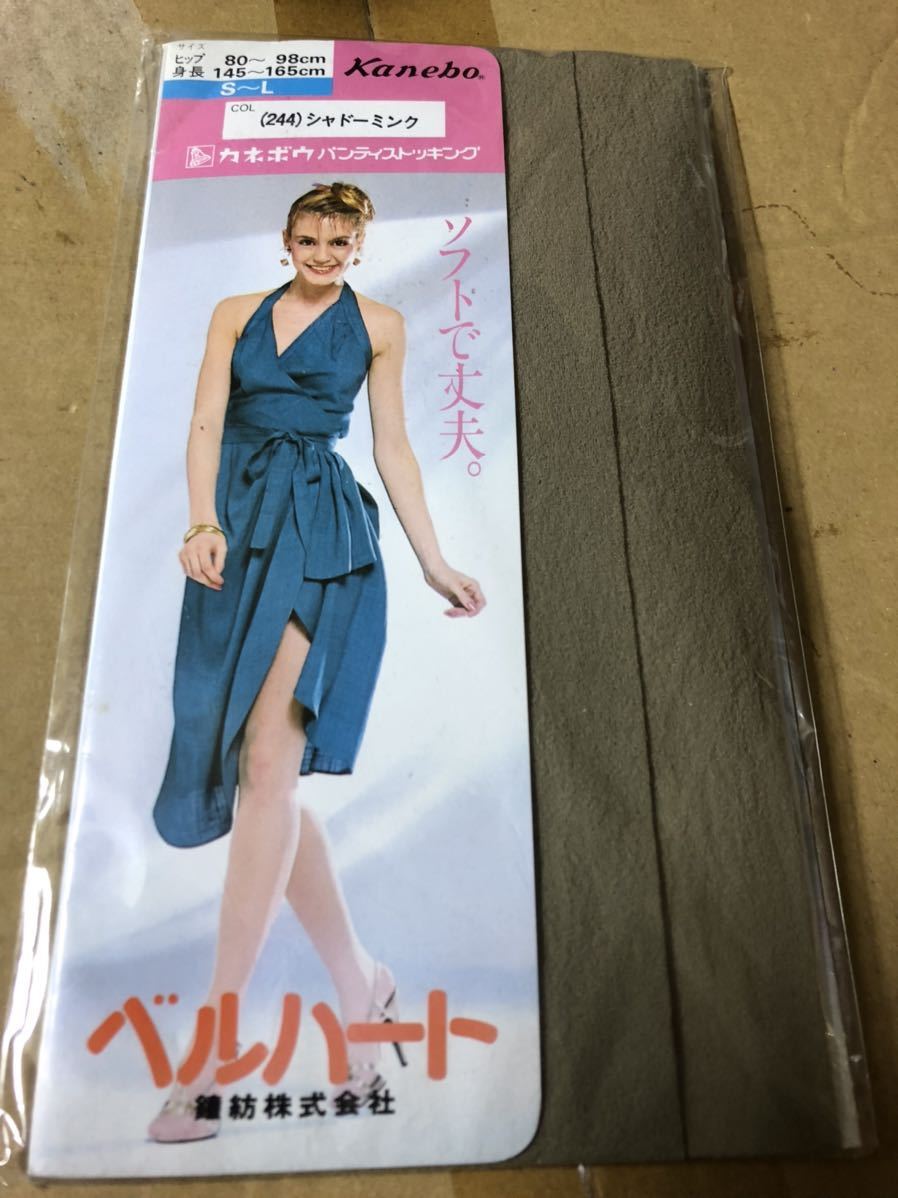 サイズ
ヒップ 80～98cm
身長 145～165cm
S～L
Kanebo®
COL
(244)シャドーミンク
カネボウ パンティストッキング
ソフトで丈夫。
ベルハート
鐘紡株式会社